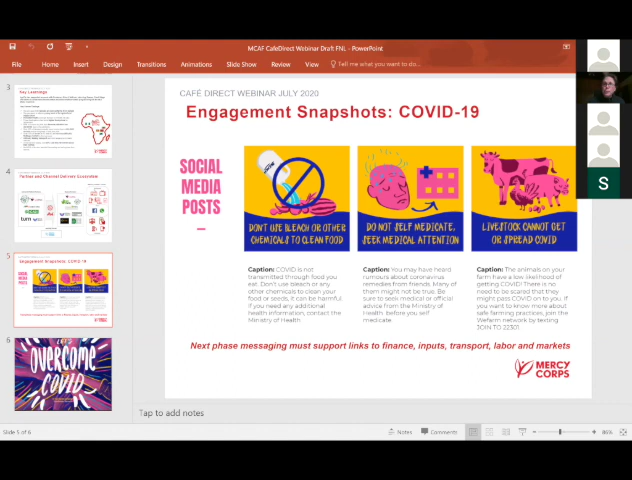 MCAF CafeDirect Webinar Draft FNL - PowerPoint
File Home Insert Design Transitions Animations Slide Show Review View Tell me what you want to do...
3
Key Learnings
4
Partner and Channel Delivery Ecosystem
5
Engagement Snapshots: COVID-19
6
OVERCOME
COVID
CAFÉ DIRECT WEBINAR JULY 2020
Engagement Snapshots: COVID-19
SOCIAL
MEDIA
POSTS
–
DON'T USE BLEACH OR OTHER
CHEMICALS TO CLEAN FOOD
DO NOT SELF MEDICATE,
SEEK MEDICAL ATTENTION
LIVESTOCK CANNOT GET
OR SPREAD COVID
Caption: COVID is not
transmitted through food you
eat. Don't use bleach or any
other chemicals to clean your
food or seeds, it can be harmful.
If you need any additional
health information, contact the
Ministry of Health
Caption: You may have heard
rumours about coronavirus
remedies from friends. Many of
them might not be true. Be
sure to seek medical or official
advice from the Ministry of
Health before you self
medicate.
Caption: The animals on your
farm have a low likelihood of
getting COVID! There is no
need to be scared that they
might pass COVID on to you. If
you want to know more about
safe farming practices, join the
Wefarm network by texting
JOIN TO 22301.
Next phase messaging must support links to finance, inputs, transport, labor and markets
MERCY
CORPS
S
Tap to add notes
Slide 5 of 6
Notes Comments 86%